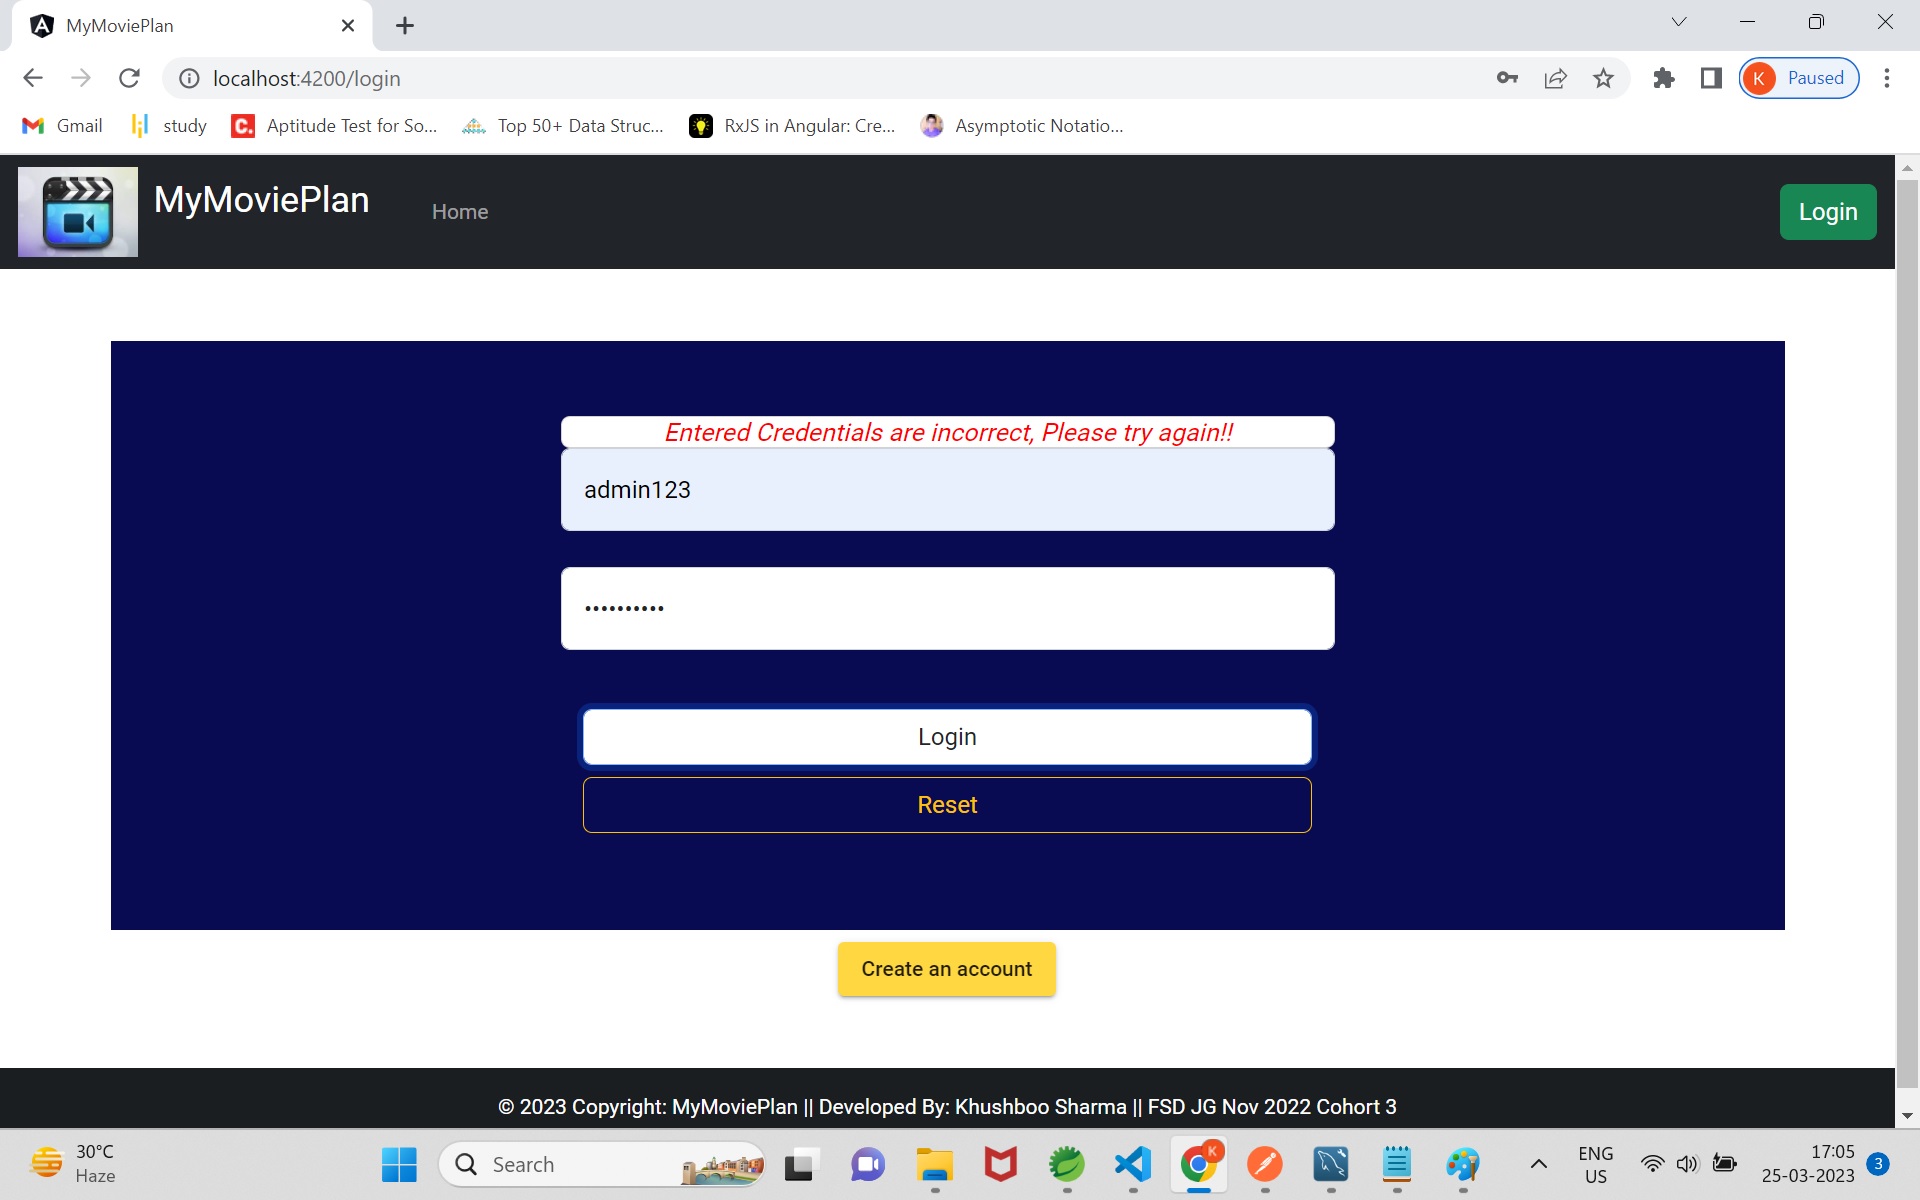 MyMoviePlan
localhost:4200/login
Paused
K
Gmail
study
Aptitude Test for So...
Top 50+ Data Struc...
RxJS in Angular: Cre...
Asymptotic Notatio...
MyMoviePlan
Home
Login
Entered Credentials are incorrect, Please try again!!
admin123
••••••••••
Login
Reset
Create an account
© 2023 Copyright: MyMoviePlan || Developed By: Khushboo Sharma || FSD JG Nov 2022 Cohort 3
30°C
Haze
Search
K
ENG
US
17:05
25-03-2023
3